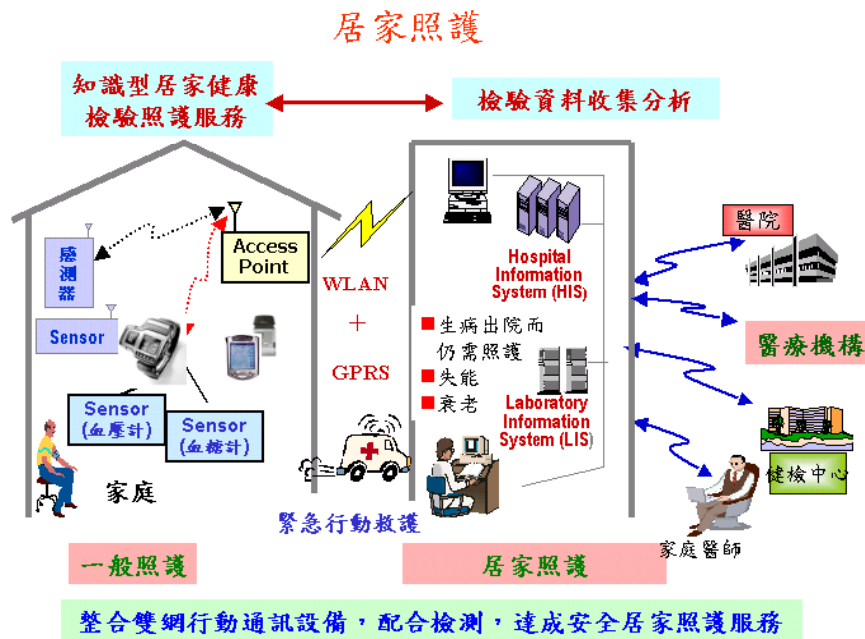 居家照護
知識型居家健康
檢驗照護服務
檢驗資料收集分析
感測器
Access
Point
Sensor
Sensor
(血壓計)
Sensor
(血糖計)
家庭
WLAN
+
GPRS
緊急行動救護
Hospital
Information
System (HIS)
生病出院而
仍需照護
失能
衰老
Laboratory
Information
System (LIS)
醫院
醫療機構
健檢中心
家庭醫師
一般照護
居家照護
整合雙網行動通訊設備，配合檢測，達成安全居家照護服務